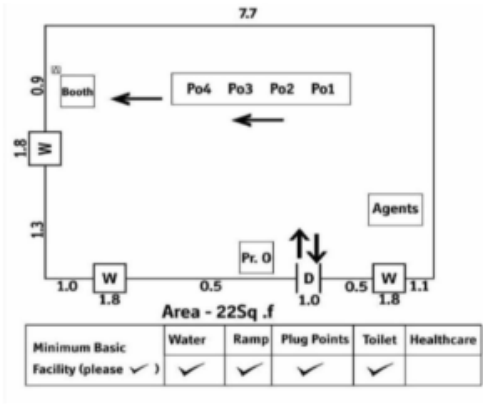 7.7
0.9
Booth
Po4 Po3 Po2 Po1
1.8
W
1.3
Agents
Pr. O
W
D
W
1.0
1.8
0.5
1.0
0.5
1.8
1.1
Area - 22Sq .f
Minimum Basic
Facility (please ✓ )
Water
Ramp
Plug Points
Toilet
Healthcare
✓ ✓ ✓ ✓